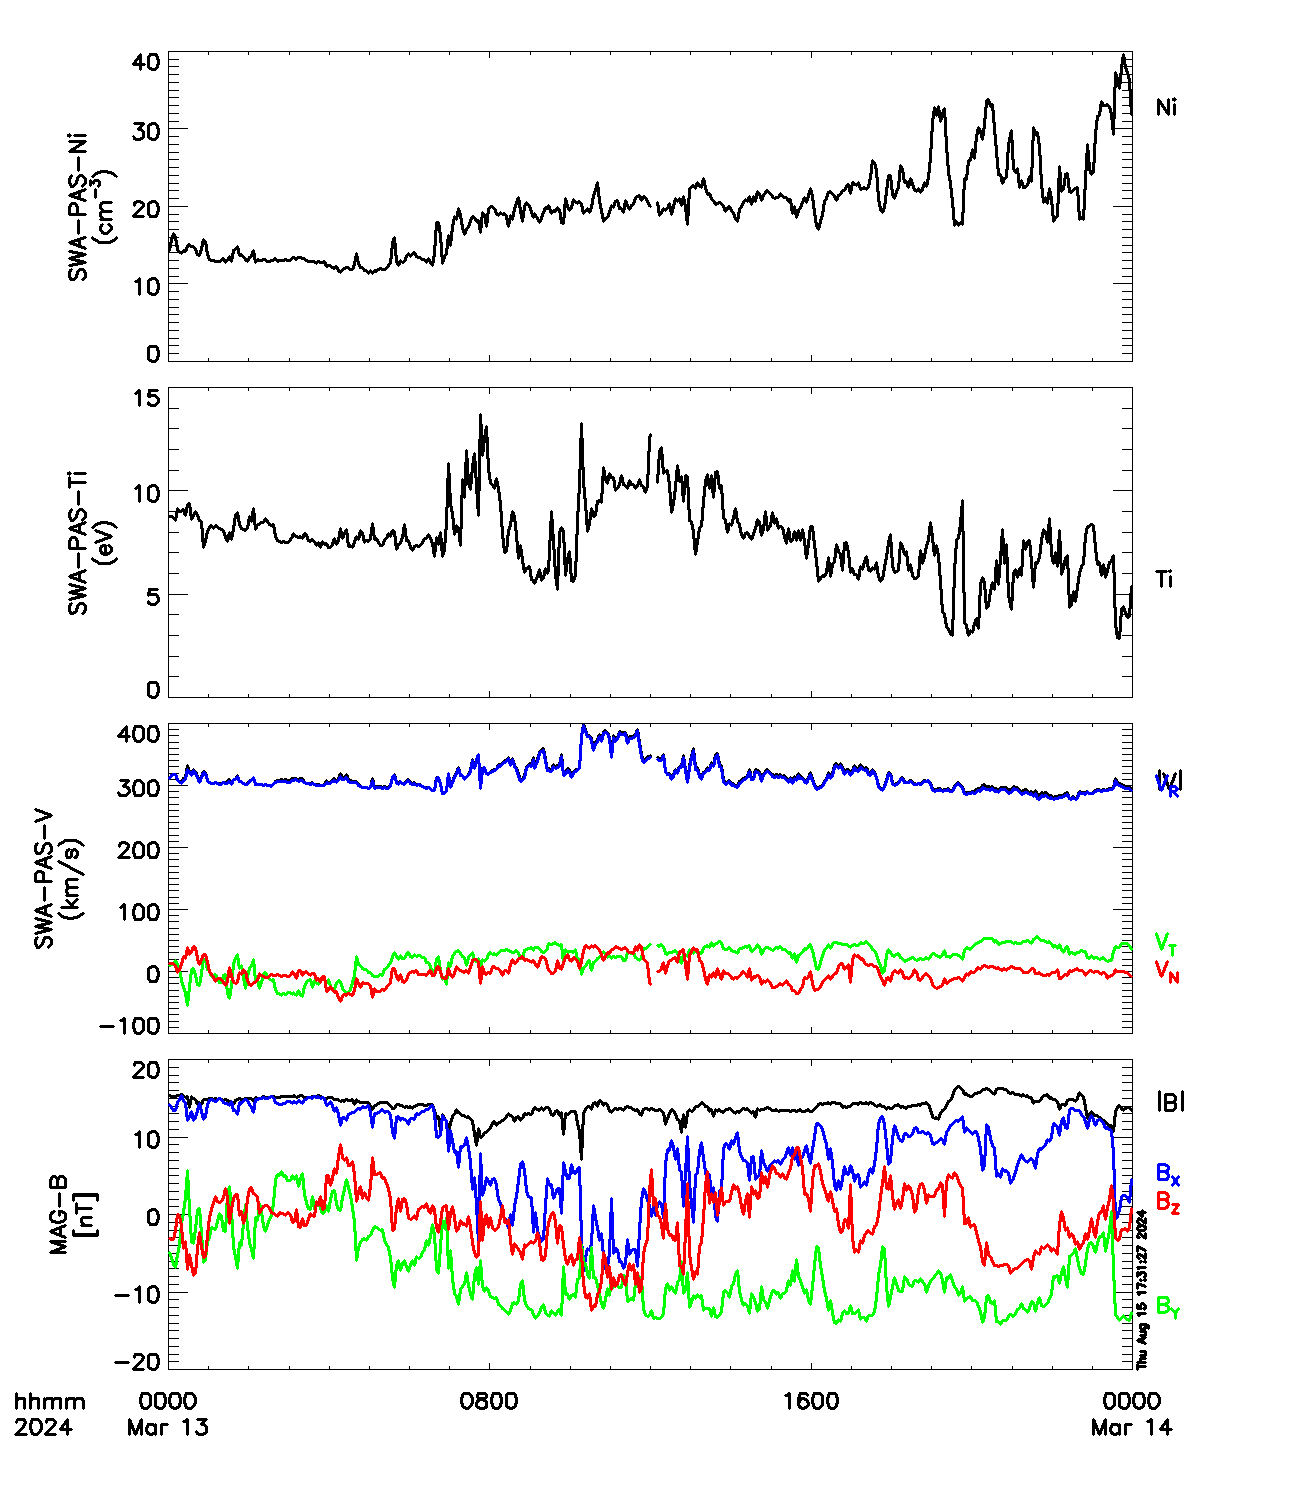 40
30
20
10
0
SWA-PAS-Ni
(cm⁻³)
Ni
15
10
5
0
SWA-PAS-Ti
(eV)
Ti
400
300
200
100
0
-100
SWA-PAS-V
(km/s)
|V|
V_R
V_T
V_N
20
10
0
-10
-20
MAG-B
[nT]
|B|
B_X
B_Z
B_Y
Thu Aug 15 17:31:27 2024
hhmm 0000 0800 1600 0000
2024 Mar 13 Mar 14